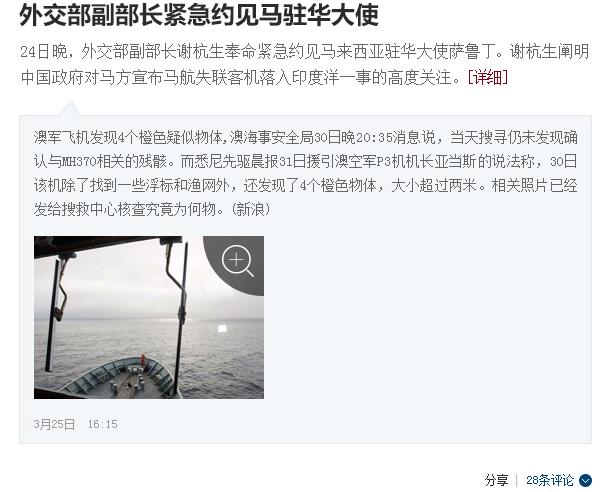 外交部副部长紧急约见马驻华大使
24日晚，外交部副部长谢杭生奉命紧急约见马来西亚驻华大使萨鲁丁。谢杭生阐明
中国政府对马方宣布马航失联客机落入印度洋一事的高度关注。[详细]
澳军飞机发现4个橙色疑似物体,澳海事安全局30日晚20:35消息说，当天搜寻仍未发现确
认与MH370相关的残骸。而悉尼先驱晨报31日援引澳空军P3机机长亚当斯的说法称，30日
该机除了找到一些浮标和渔网外，还发现了4个橙色物体，大小超过两米。相关照片已经
发给搜救中心核查究竟为何物。(新浪)
3月25日 16:15
分享 | 28条评论